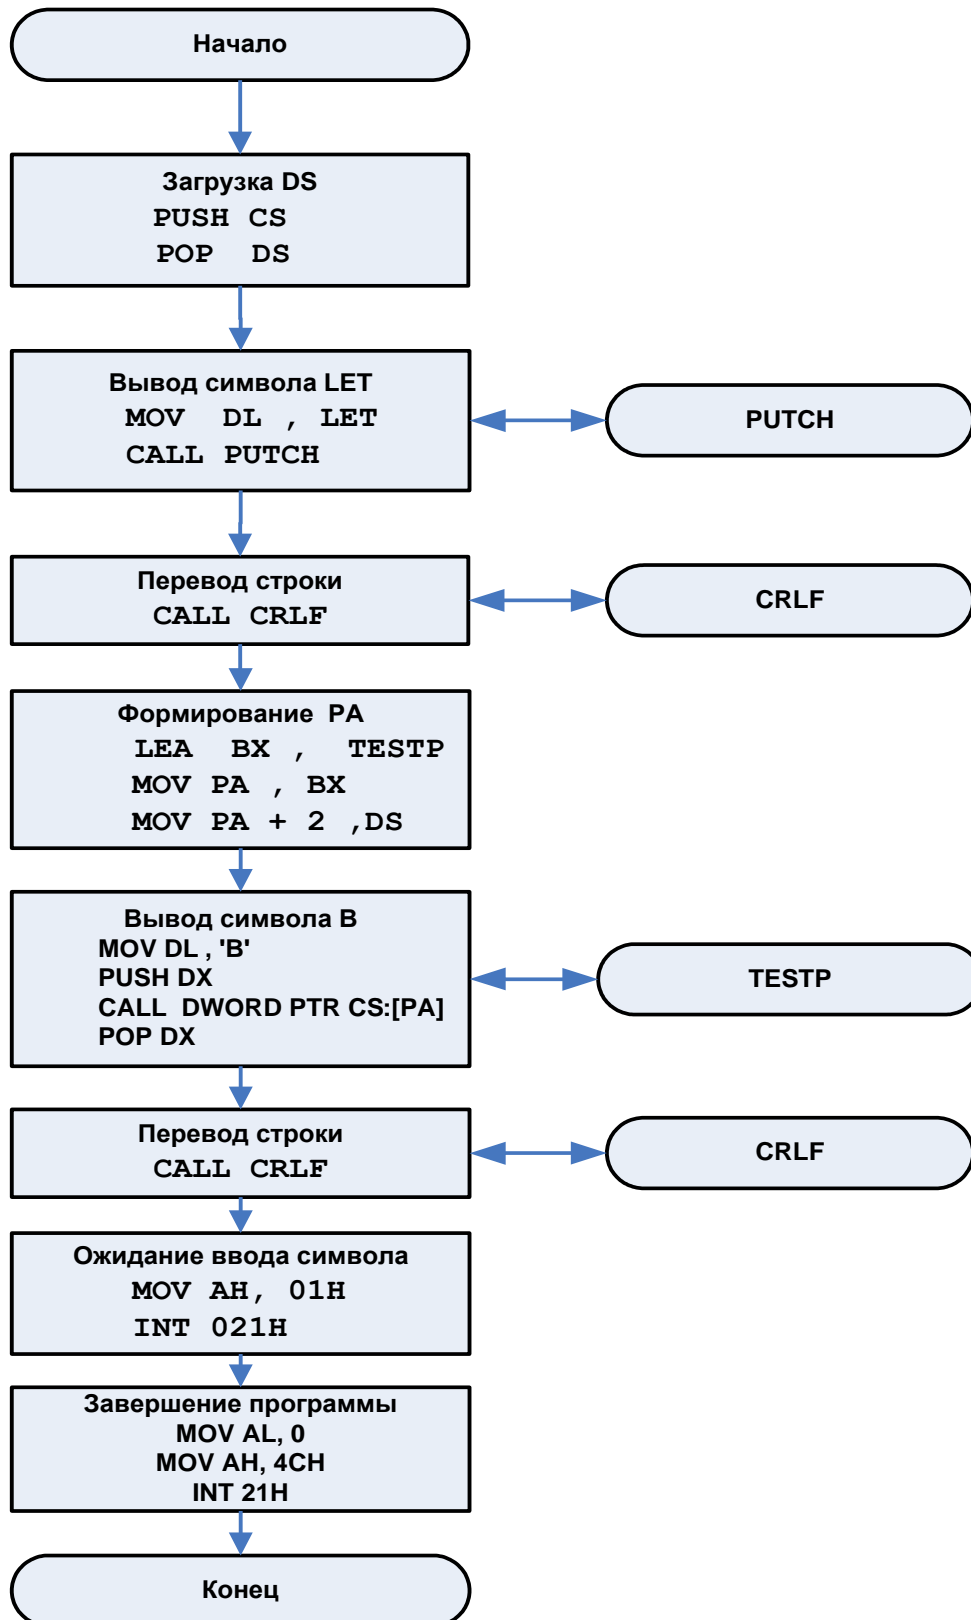 Начало
Загрузка DS
PUSH CS
POP DS
Вывод символа LET
MOV DL , LET
CALL PUTCH
PUTCH
Перевод строки
CALL CRLF
CRLF
Формирование PA
LEA BX , TESTP
MOV PA , BX
MOV PA + 2 ,DS
Вывод символа B
MOV DL , 'B'
PUSH DX
CALL DWORD PTR CS:[PA]
POP DX
TESTP
Перевод строки
CALL CRLF
CRLF
Ожидание ввода символа
MOV AH, 01H
INT 021H
Завершение программы
MOV AL, 0
MOV AH, 4CH
INT 21H
Конец